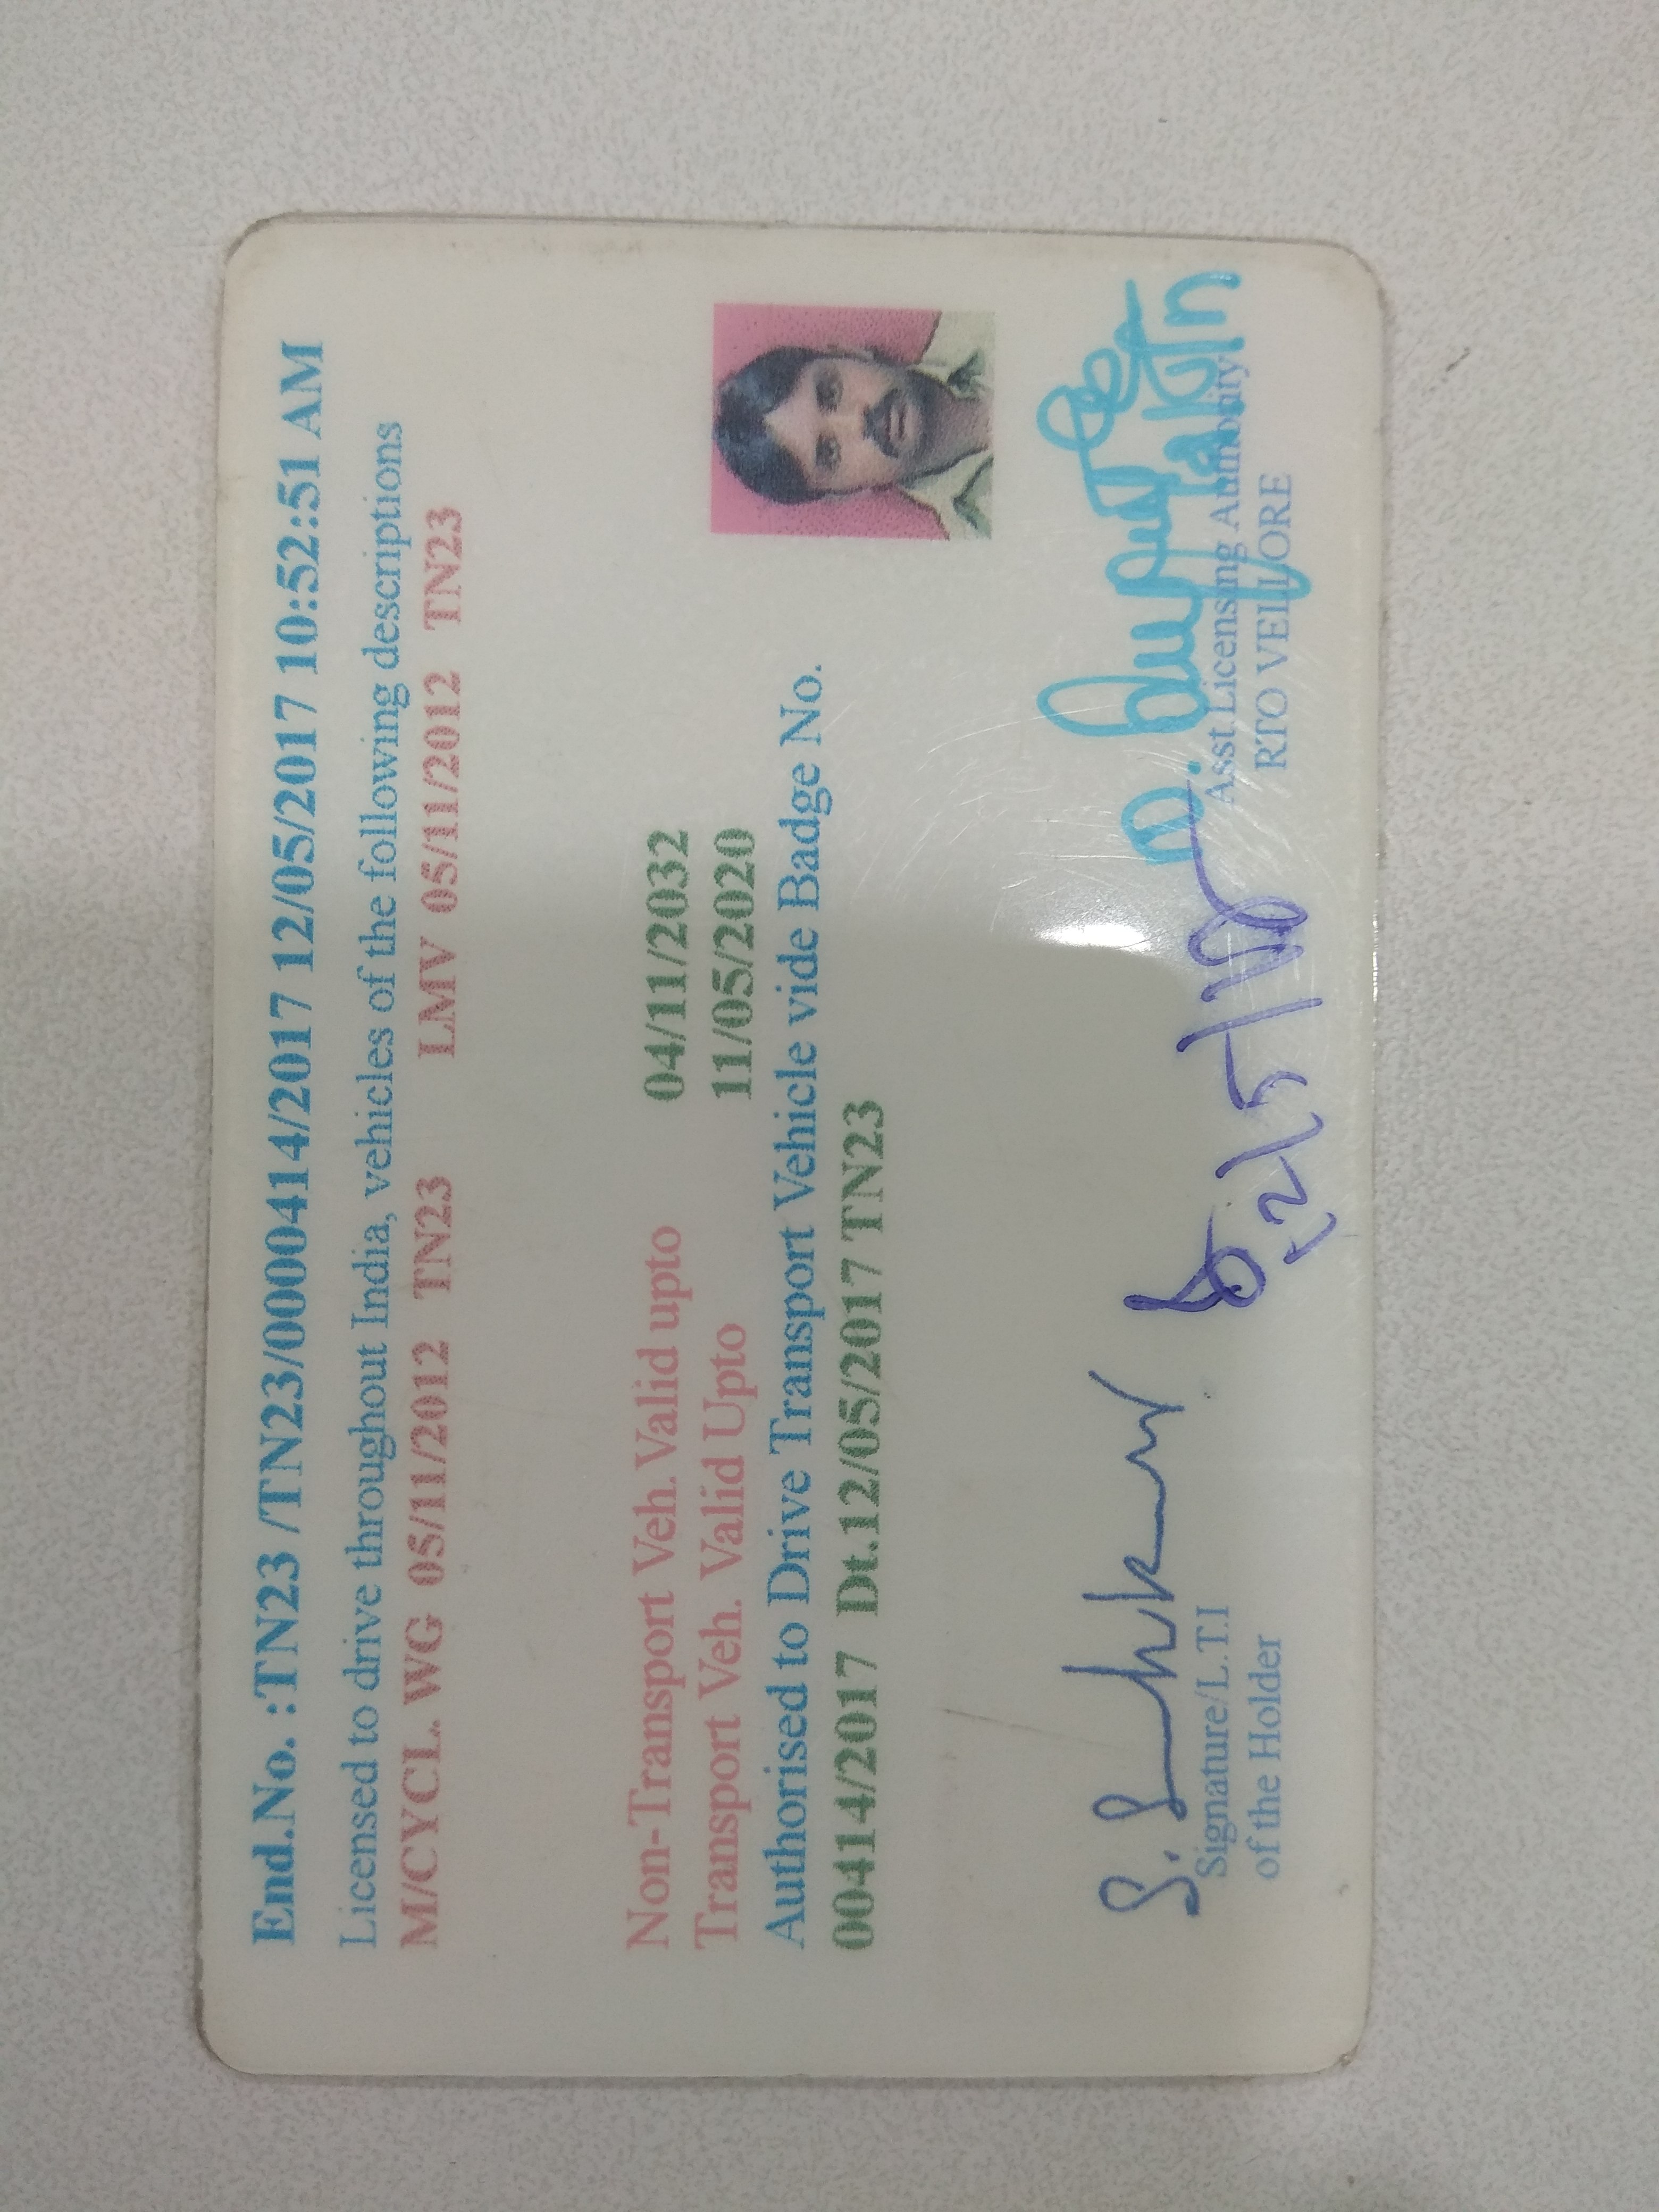 End.No. :TN23 /TN23/0000414/2017 12/05/2017 10:52:51 AM
Licensed to drive throughout India, vehicles of the following descriptions
M/CYCL.WG 05/11/2012 TN23 LMV 05/11/2012 TN23
Non-Transport Veh.Valid upto 04/11/2032
Transport Veh. Valid Upto 11/05/2020
Authorised to Drive Transport Vehicle vide Badge No.
00414/2017 Dt.12/05/2017 TN23
Signature/L.T.I
of the Holder
Asst.Licensing Authority
RTO VELLORE